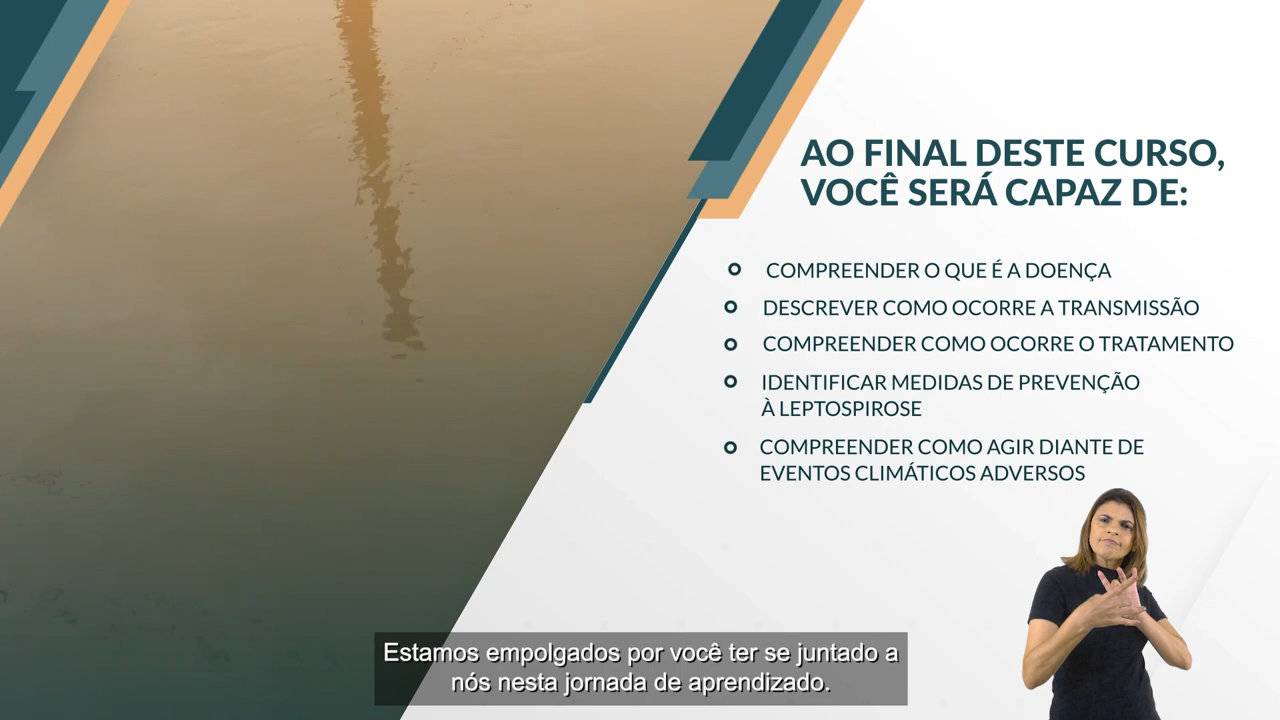 AO FINAL DESTE CURSO,
VOCÊ SERÁ CAPAZ DE:
COMPREENDER O QUE É A DOENÇA
DESCREVER COMO OCORRE A TRANSMISSÃO
COMPREENDER COMO OCORRE O TRATAMENTO
IDENTIFICAR MEDIDAS DE PREVENÇÃO
À LEPTOSPIROSE
COMPREENDER COMO AGIR DIANTE DE
EVENTOS CLIMÁTICOS ADVERSOS
Estamos empolgados por você ter se juntado a
nós nesta jornada de aprendizado.